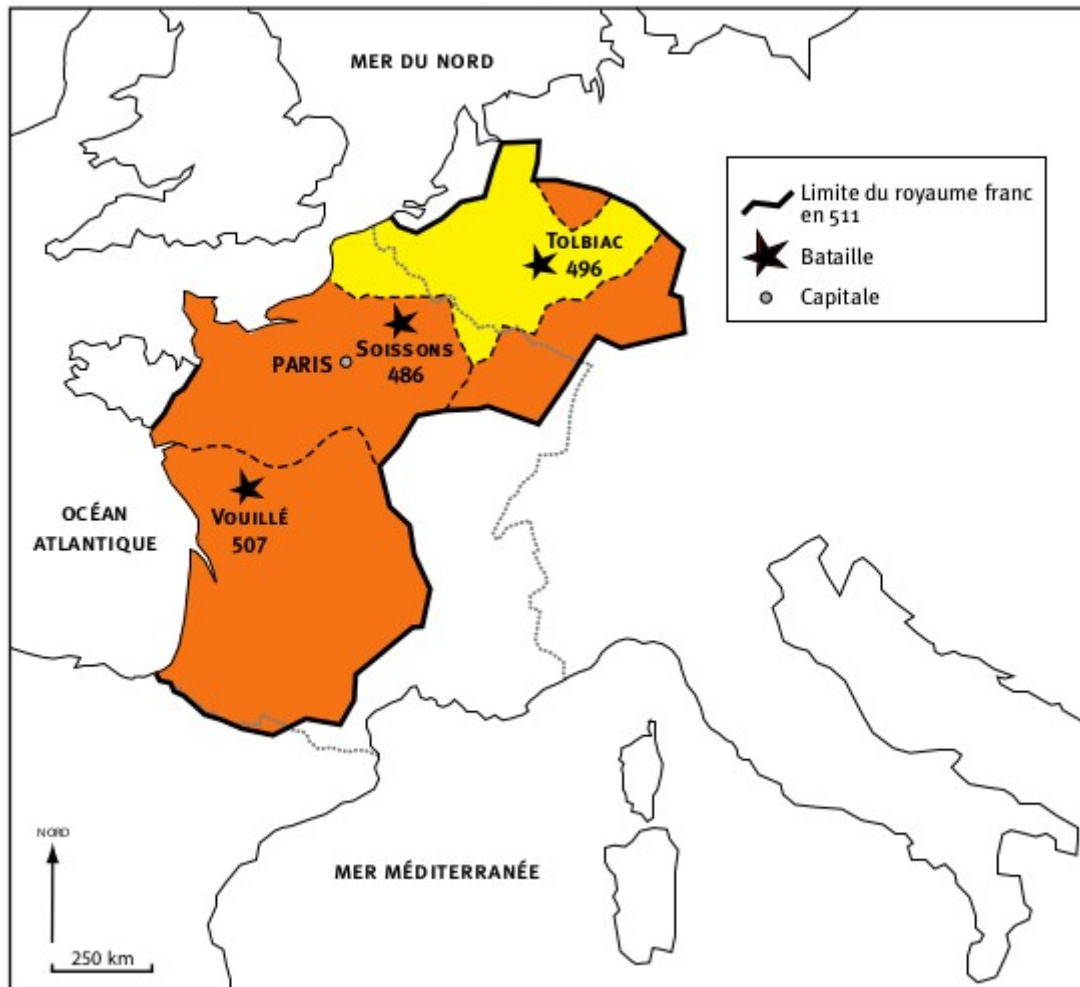 MER DU NORD
Limite du royaume franc
en 511
Bataille
Capitale
TOLBIAC
496
PARIS
SOISSONS
486
VOUILLÉ
507
OCÉAN
ATLANTIQUE
NORD
250 km
MER MÉDITERRANÉE